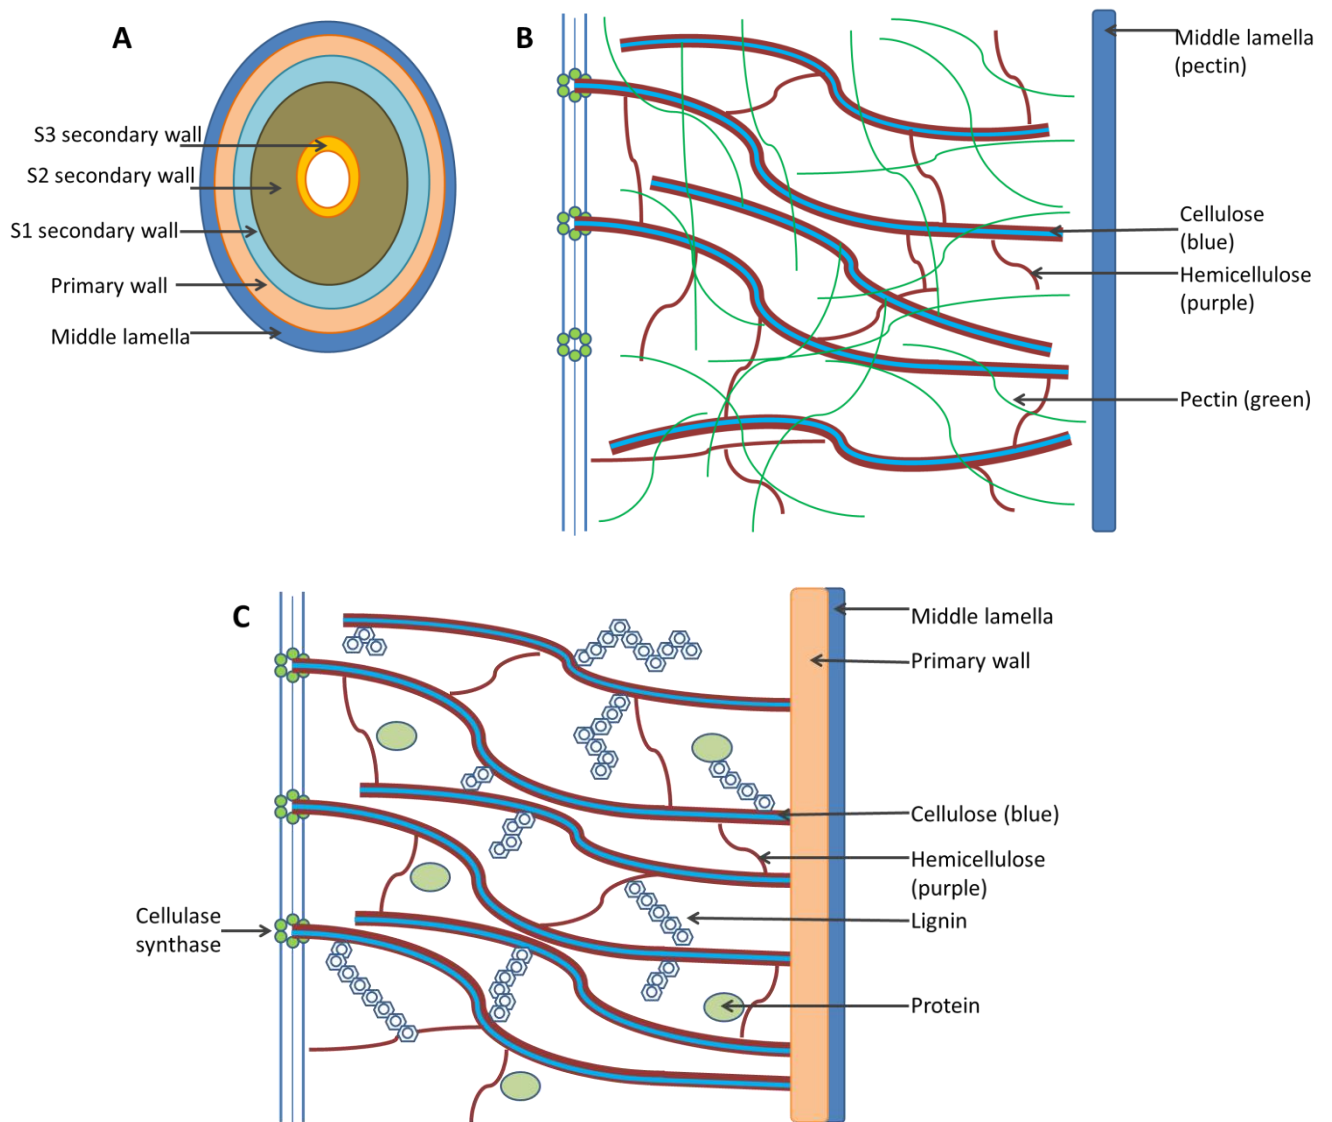 A
S3 secondary wall
S2 secondary wall
S1 secondary wall
Primary wall
Middle lamella
B
Middle lamella
(pectin)
Cellulose
(blue)
Hemicellulose
(purple)
Pectin (green)
C
Middle lamella
Primary wall
Cellulose (blue)
Hemicellulose
(purple)
Lignin
Protein
Cellulase
synthase